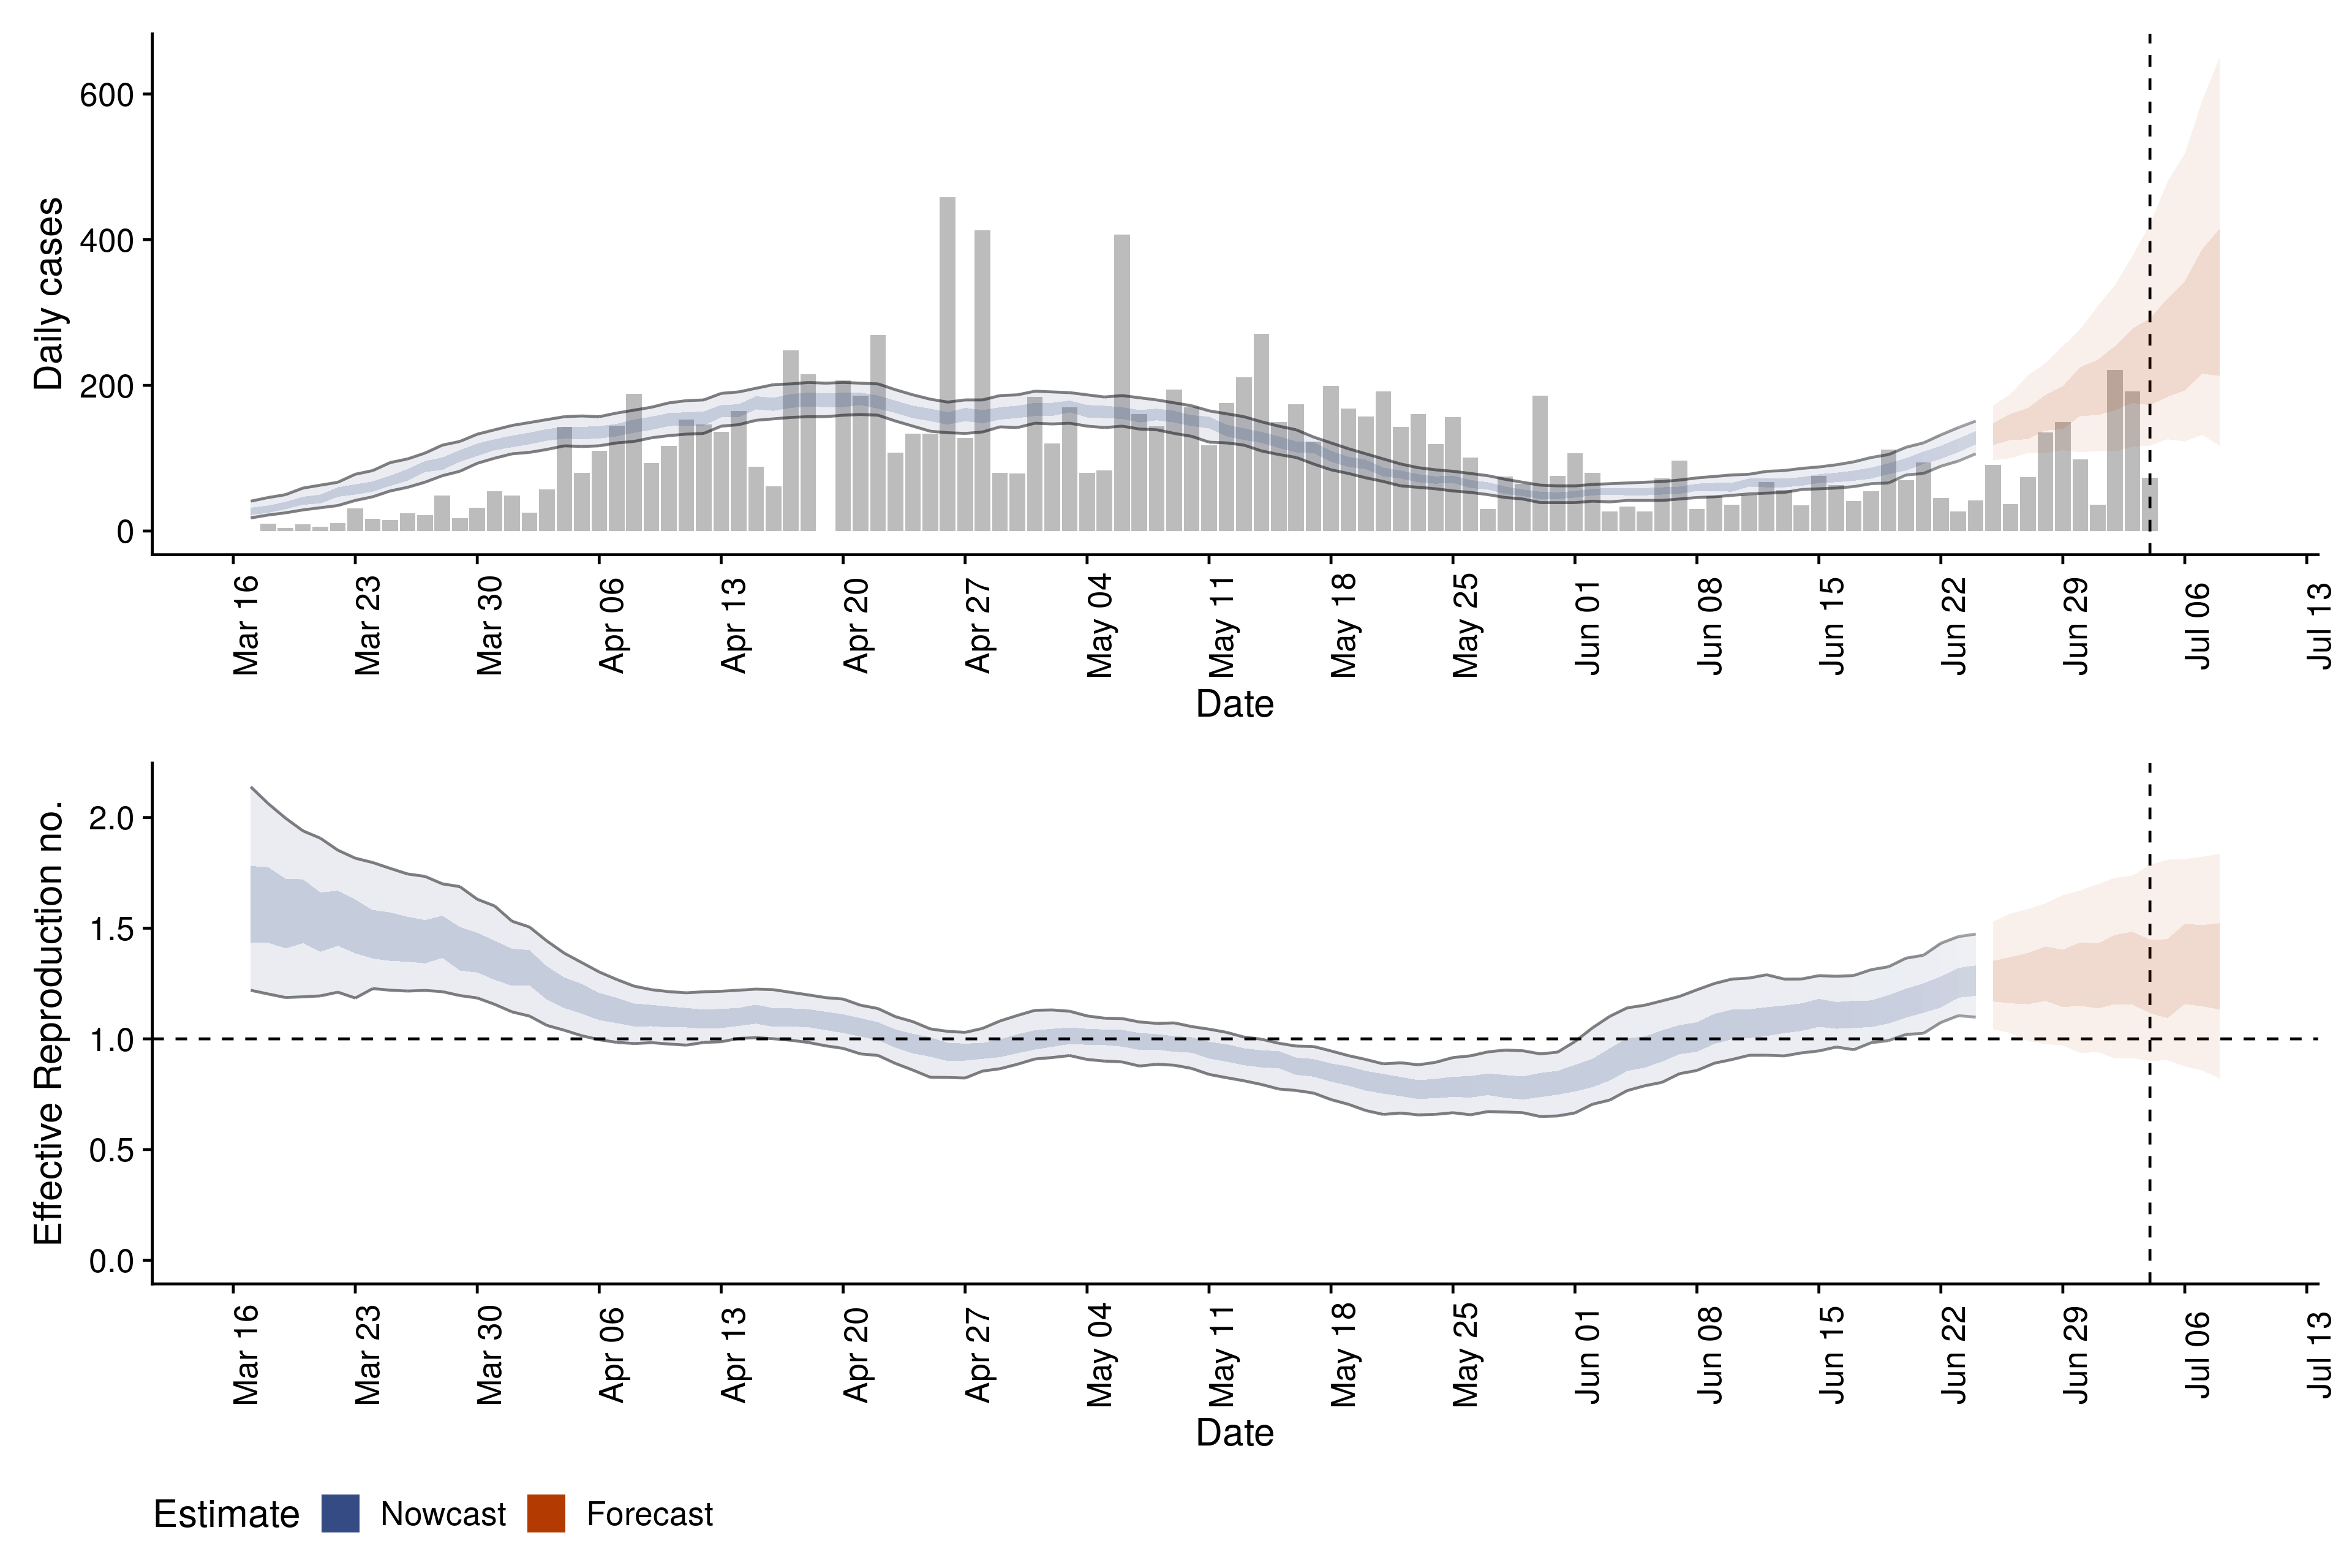 Daily cases
600
400
200
0
Mar 16
Mar 23
Mar 30
Apr 06
Apr 13
Apr 20
Apr 27
May 04
May 11
May 18
May 25
Jun 01
Jun 08
Jun 15
Jun 22
Jun 29
Jul 06
Jul 13
Date
Effective Reproduction no.
2.0
1.5
1.0
0.5
0.0
Mar 16
Mar 23
Mar 30
Apr 06
Apr 13
Apr 20
Apr 27
May 04
May 11
May 18
May 25
Jun 01
Jun 08
Jun 15
Jun 22
Jun 29
Jul 06
Jul 13
Date
Estimate Nowcast Forecast